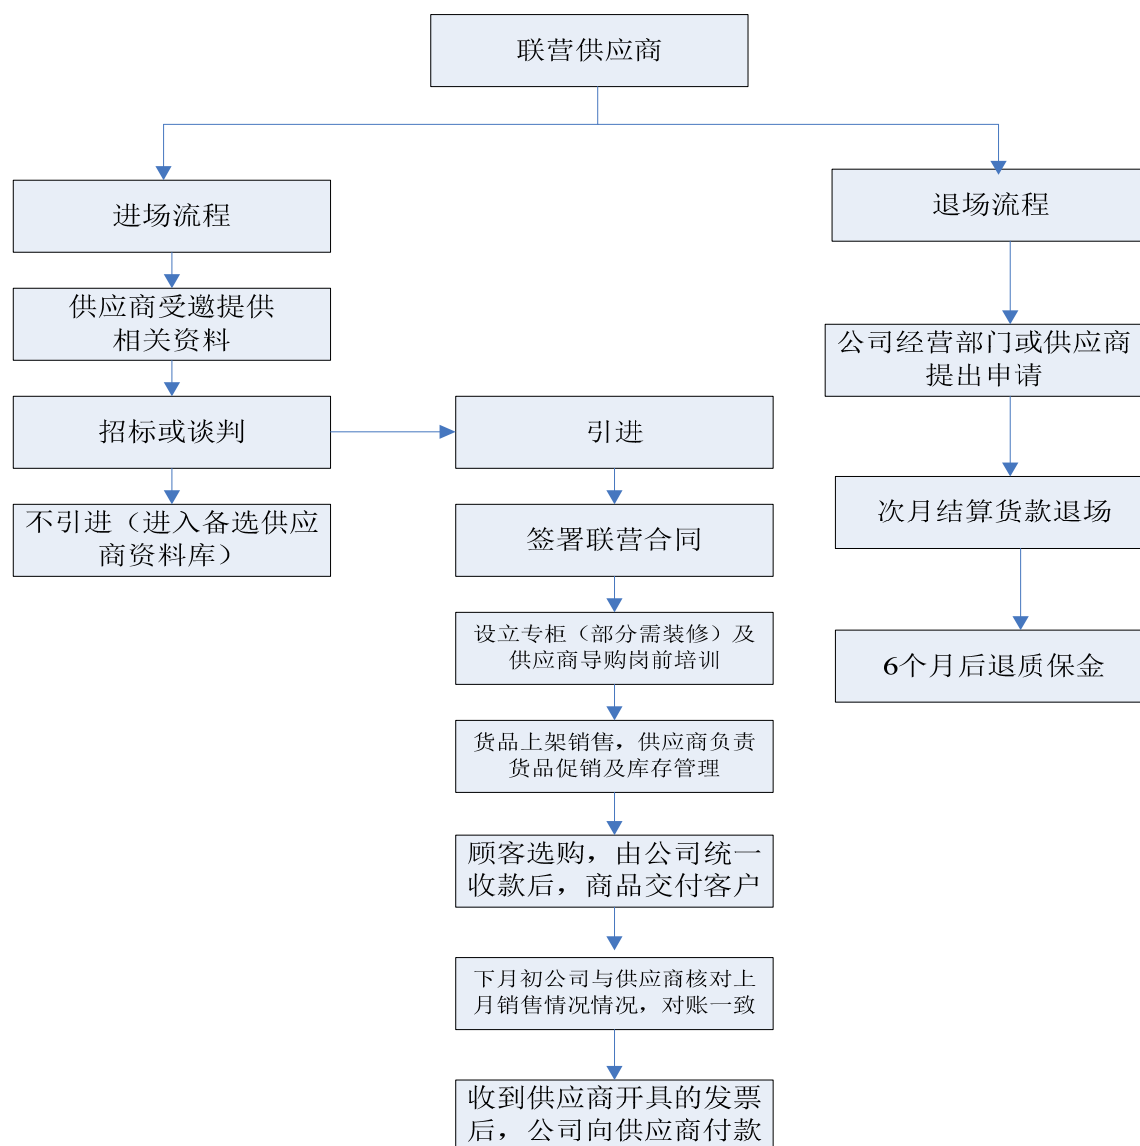 联营供应商
进场流程
供应商受邀提供
相关资料
招标或谈判
不引进（进入备选供应
商资料库）
引进
签署联营合同
设立专柜（部分需装修）及
供应商导购岗前培训
货品上架销售，供应商负责
货品促销及库存管理
顾客选购，由公司统一
收款后，商品交付客户
下月初公司与供应商核对上
月销售情况情况，对账一致
收到供应商开具的发票
后，公司向供应商付款
退场流程
公司经营部门或供应商
提出申请
次月结算货款退场
6个月后退质保金